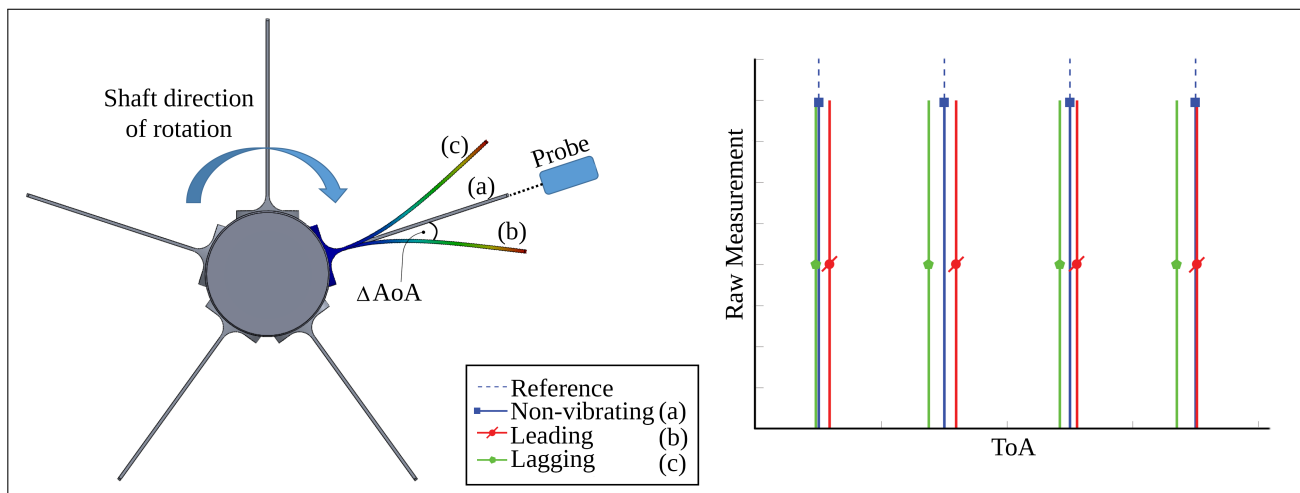 Shaft direction
of rotation
(c)
(a)
Probe
(b)
ΔAoA
Reference
Non-vibrating (a)
Leading (b)
Lagging (c)
Raw Measurement
ToA